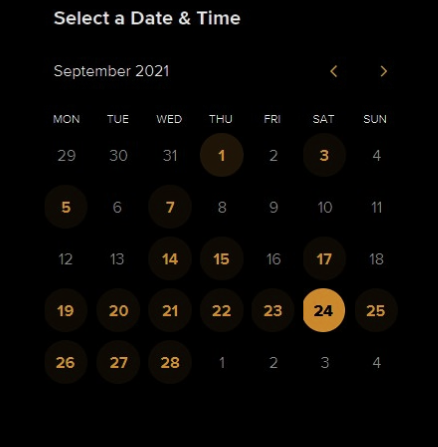 Select a Date & Time
September 2021
MON TUE WED THU FRI SAT SUN
29 30 31 1 2 3 4
5 6 7 8 9 10 11
12 13 14 15 16 17 18
19 20 21 22 23 24 25
26 27 28 1 2 3 4